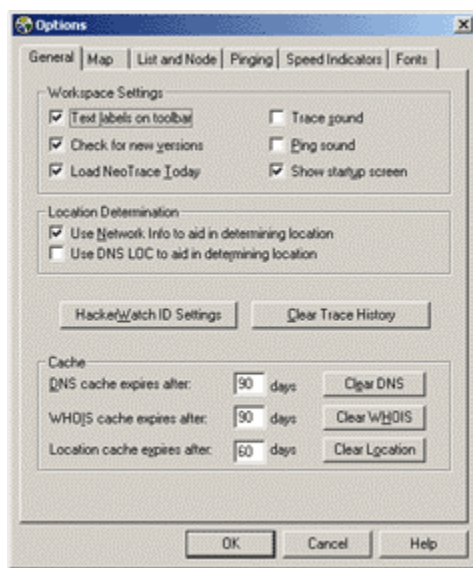 Options
General Map List and Node Pinging Speed Indicators Fonts
Workspace Settings
Text labels on toolbar
Trace sound
Check for new versions
Ping sound
Load NeoTrace Today
Show startup screen
Location Determination
Use Network Info to aid in determining location
Use DNS LOC to aid in determining location
HackerWatch ID Settings
Clear Trace History
Cache
DNS cache expires after: 90 days Clear DNS
WHOIS cache expires after: 90 days Clear WHOIS
Location cache expires after: 60 days Clear Location
OK Cancel Help